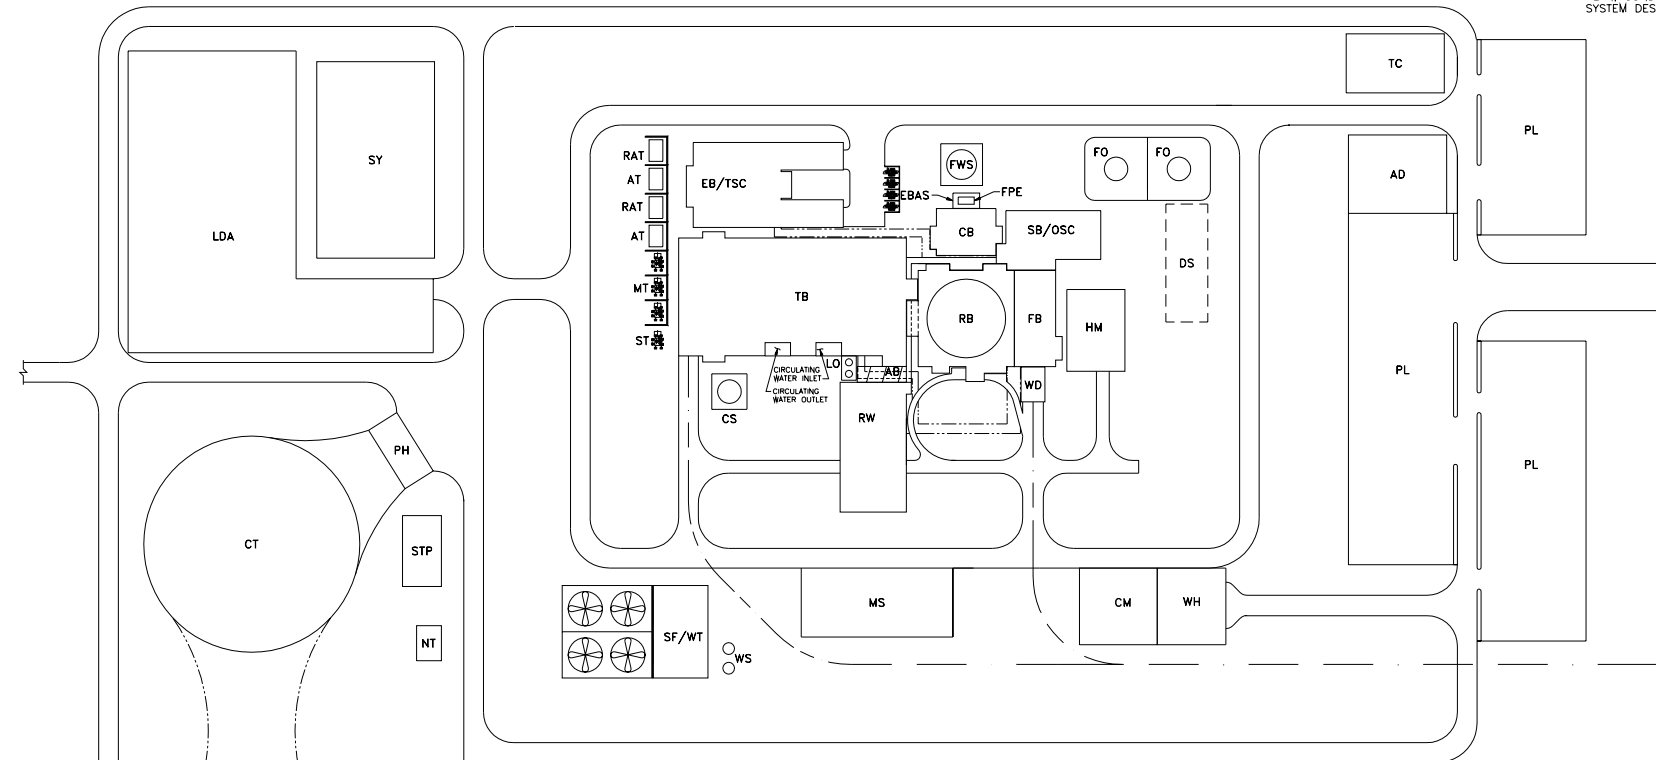 SYSTEM DES
TC
PL
SY
RAT
EB/TSC
FWS
FO
FO
AD
AT
EBAS
FPE
RAT
LDA
AT
CB
SB/OSC
DS
MT
TB
RB
FB
HM
ST
LO
AB
CIRCULATING
WATER INLET
CIRCULATING
WATER OUTLET
WD
PL
CS
RW
PH
PL
CT
STP
MS
CM
WH
NT
SF/WT
WS